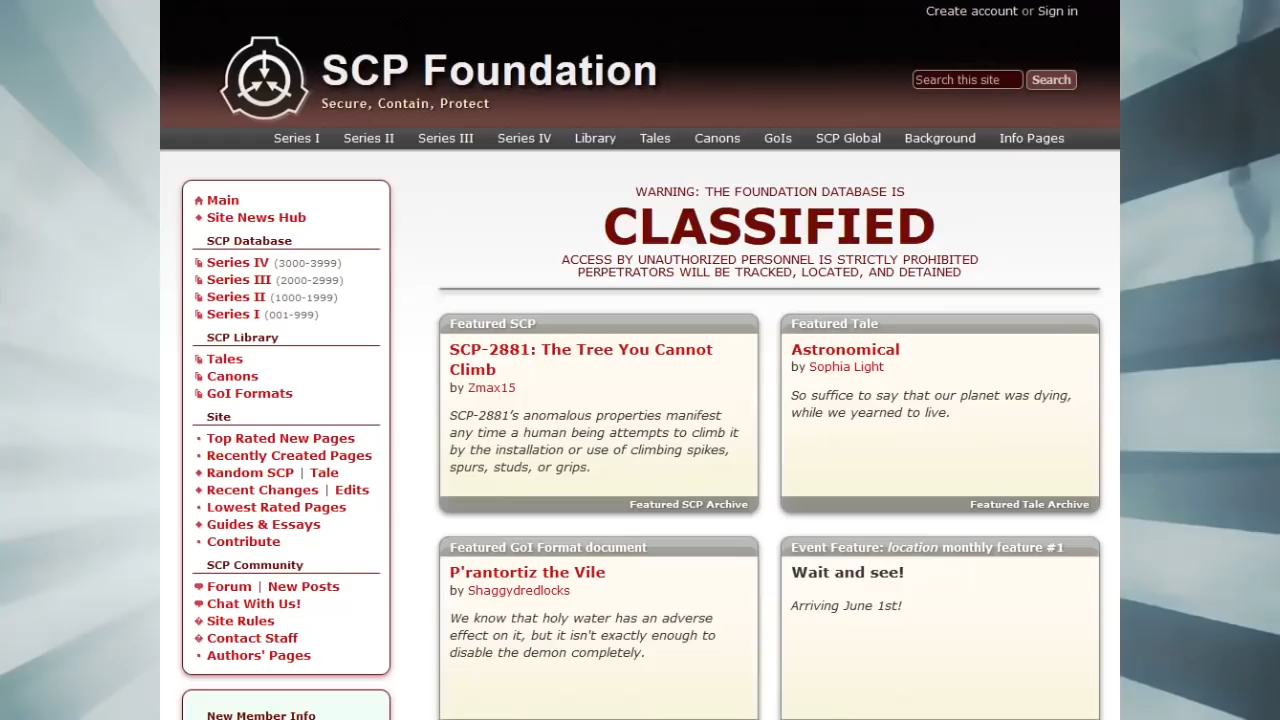 Create account or Sign in
SCP Foundation
Secure, Contain, Protect
Search this site
Search
Series I
Series II
Series III
Series IV
Library
Tales
Canons
GoIs
SCP Global
Background
Info Pages
Main
Site News Hub
SCP Database
Series IV (3000-3999)
Series III (2000-2999)
Series II (1000-1999)
Series I (001-999)
SCP Library
Tales
Canons
GoI Formats
Site
Top Rated New Pages
Recently Created Pages
Random SCP | Tale
Recent Changes | Edits
Lowest Rated Pages
Guides & Essays
Contribute
SCP Community
Forum | New Posts
Chat With Us!
Site Rules
Contact Staff
Authors' Pages
New Member Info
WARNING: THE FOUNDATION DATABASE IS
CLASSIFIED
ACCESS BY UNAUTHORIZED PERSONNEL IS STRICTLY PROHIBITED
PERPETRATORS WILL BE TRACKED, LOCATED, AND DETAINED
Featured SCP
SCP-2881: The Tree You Cannot
Climb
by Zmax15
SCP-2881's anomalous properties manifest
any time a human being attempts to climb it
by the installation or use of climbing spikes,
spurs, studs, or grips.
Featured SCP Archive
Featured Tale
Astronomical
by Sophia Light
So suffice to say that our planet was dying,
while we yearned to live.
Featured Tale Archive
Featured GoI Format document
P'rantortiz the Vile
by Shaggydredlocks
We know that holy water has an adverse
effect on it, but it isn't exactly enough to
disable the demon completely.
Event Feature: location monthly feature #1
Wait and see!
Arriving June 1st!